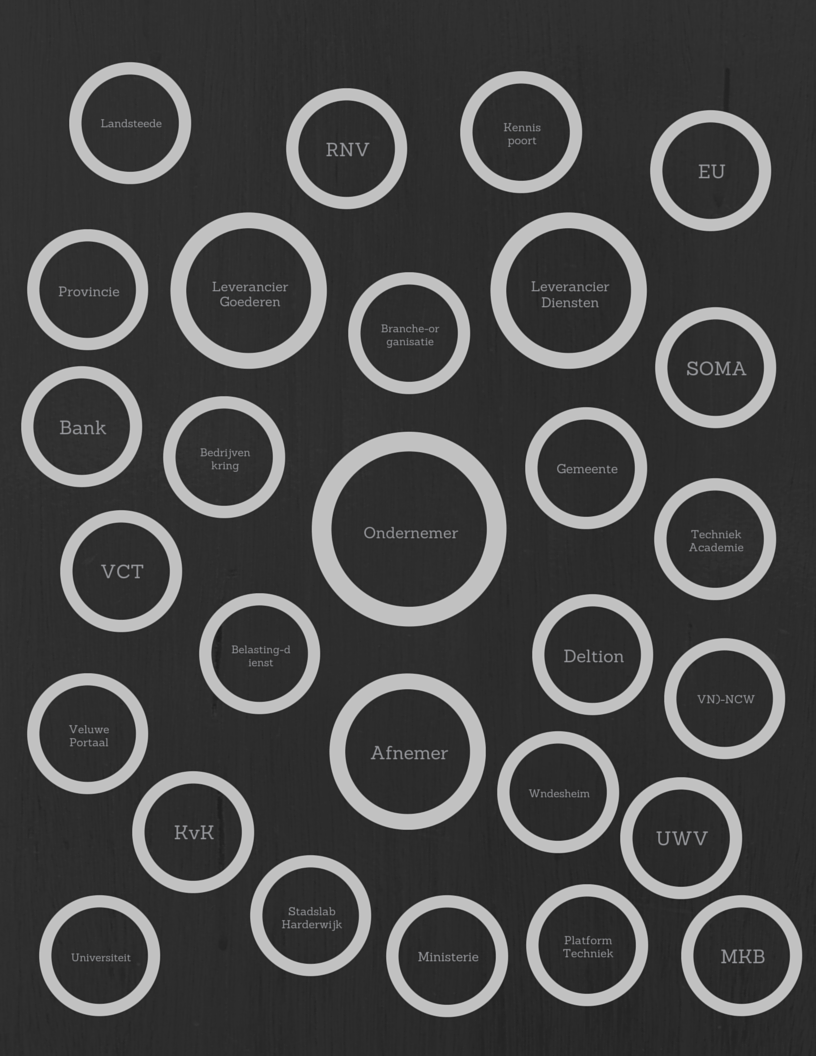 Landsteede
RNV
Kennis
poort
EU
Provincie
Leverancier
Goederen
Branche-or
ganisatie
Leverancier
Diensten
SOMA
Bank
Bedrijven
kring
Gemeente
Ondernemer
Techniek
Academie
VCT
Belasting-d
ienst
Deltion
VN)-NCW
Veluwe
Portaal
Afnemer
Wndesheim
KvK
UWV
Stadslab
Harderwijk
Universiteit
Ministerie
Platform
Techniek
MKB